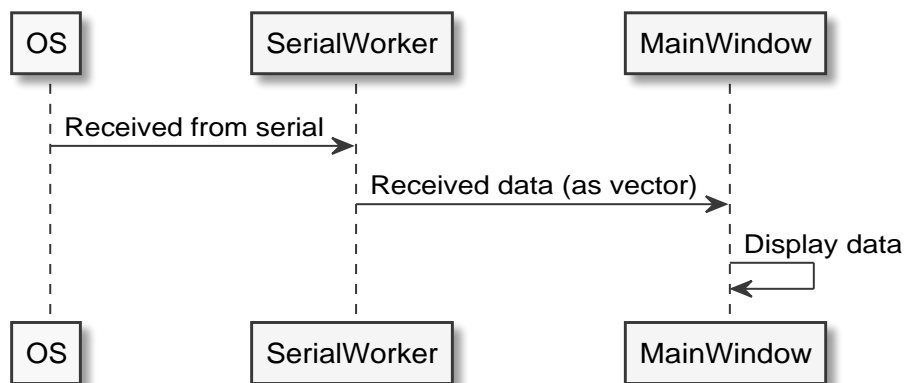 OS SerialWorker MainWindow
Received from serial
Received data (as vector)
Display data
OS SerialWorker MainWindow